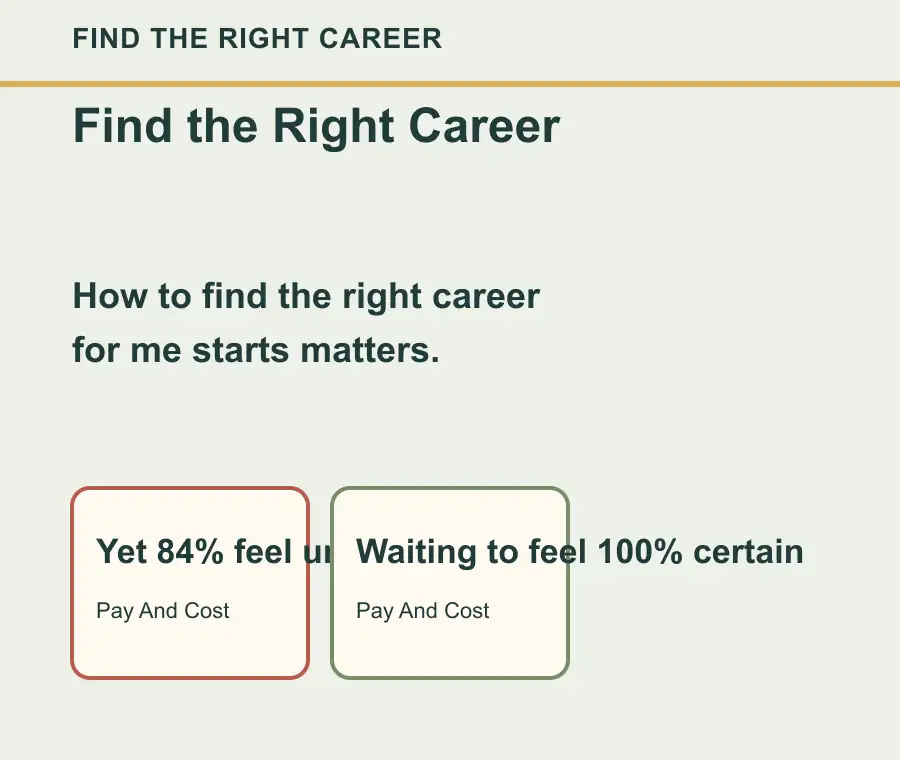 FIND THE RIGHT CAREER
Find the Right Career
How to find the right career
for me starts matters.
Yet 84% feel
Waiting to feel 100% certain
Pay And Cost
Pay And Cost